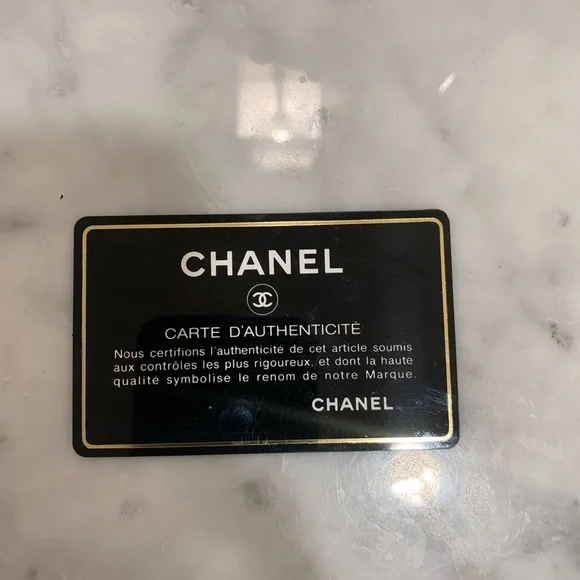 CHANEL
CARTE D'AUTHENTICITÉ
Nous certifions l'authenticité de cet article soumis
aux contrôles les plus rigoureux, et dont la haute
qualité symbolise le renom de notre Marque.
CHANEL